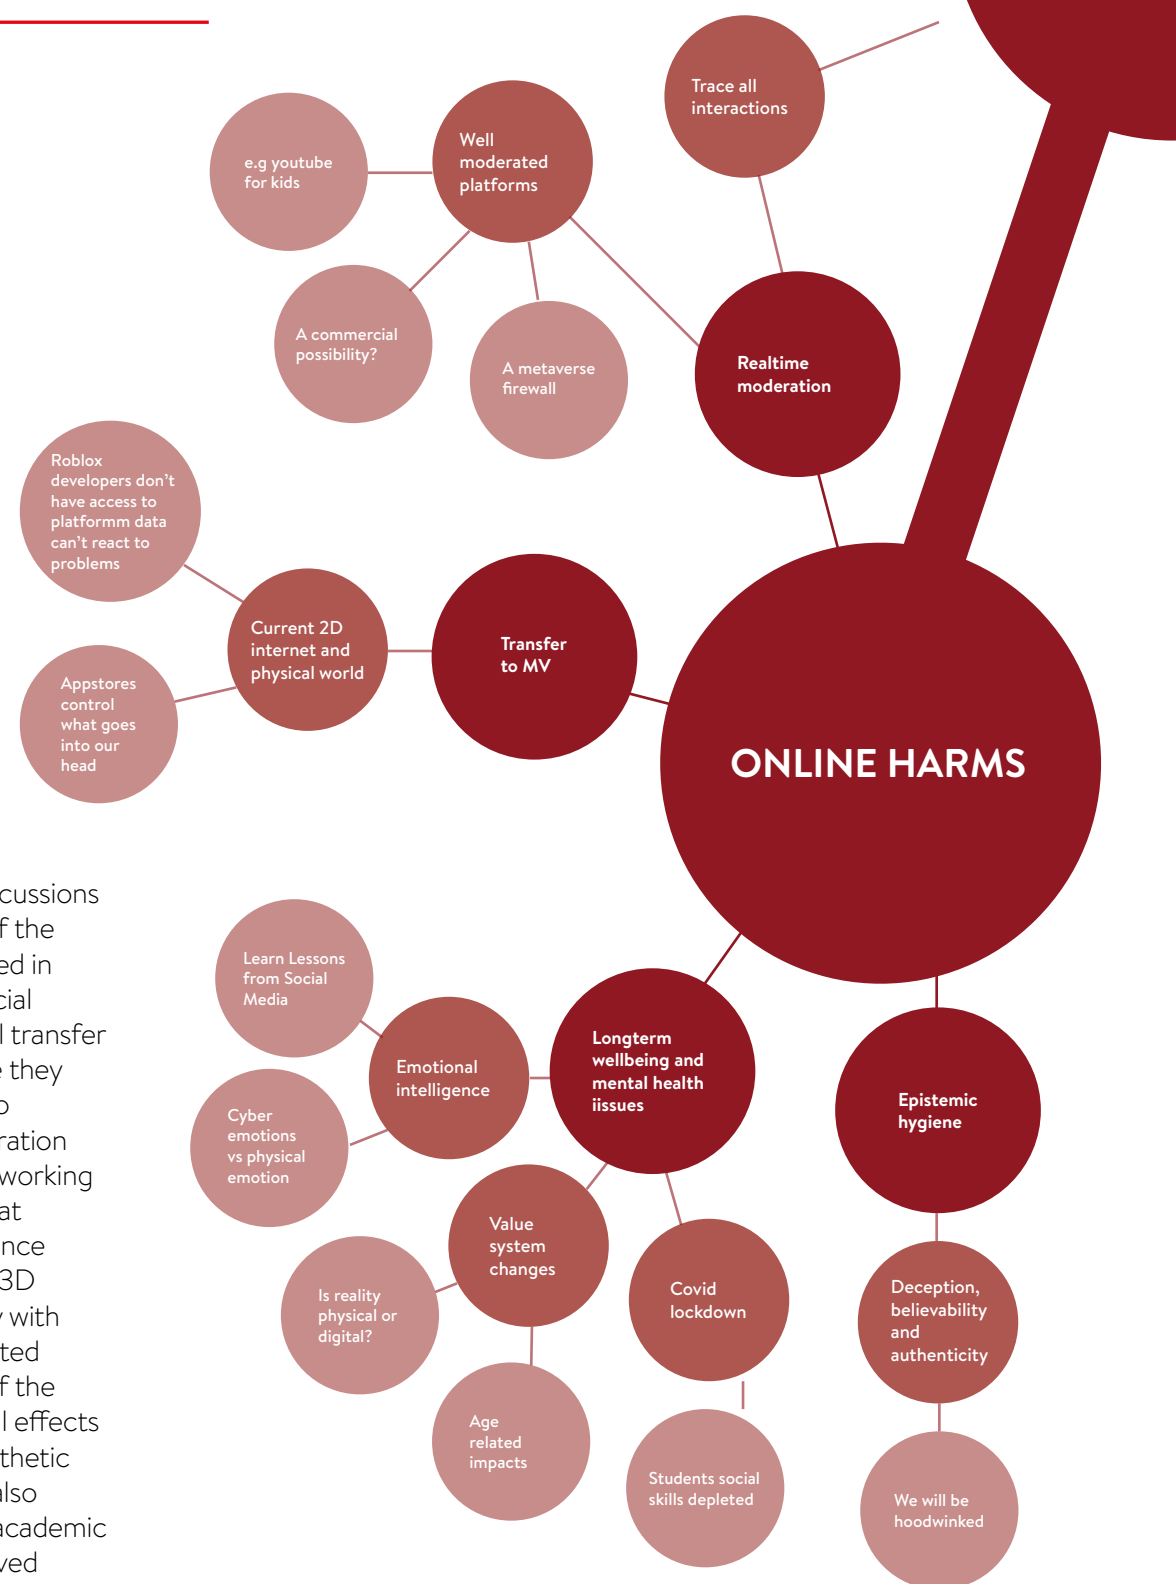 Trace all
interactions
Well
moderated
platforms
e.g youtube
for kids
A commercial
possibility?
A metaverse
firewall
Realtime
moderation
Roblox
developers don't
have access to
platformm data
can't react to
problems
Current 2D
internet and
physical world
Transfer
to MV
Appstores
control
what goes
into our
head
ONLINE HARMS
Learn Lessons
from Social
Media
Emotional
intelligence
Longterm
wellbeing and
mental health
iissues
Cyber
emotions
vs physical
emotion
Epistemic
hygiene
Value
system
changes
Is reality
physical or
digital?
Covid
lockdown
Deception,
believability
and
authenticity
Age
related
impacts
Students social
skills depleted
We will be
hoodwinked
cussions
f the
ed in
cial
l transfer
e they
o
ration
working
at
nce
3D
y with
ted
f the
l effects
thetic
also
academic
ved